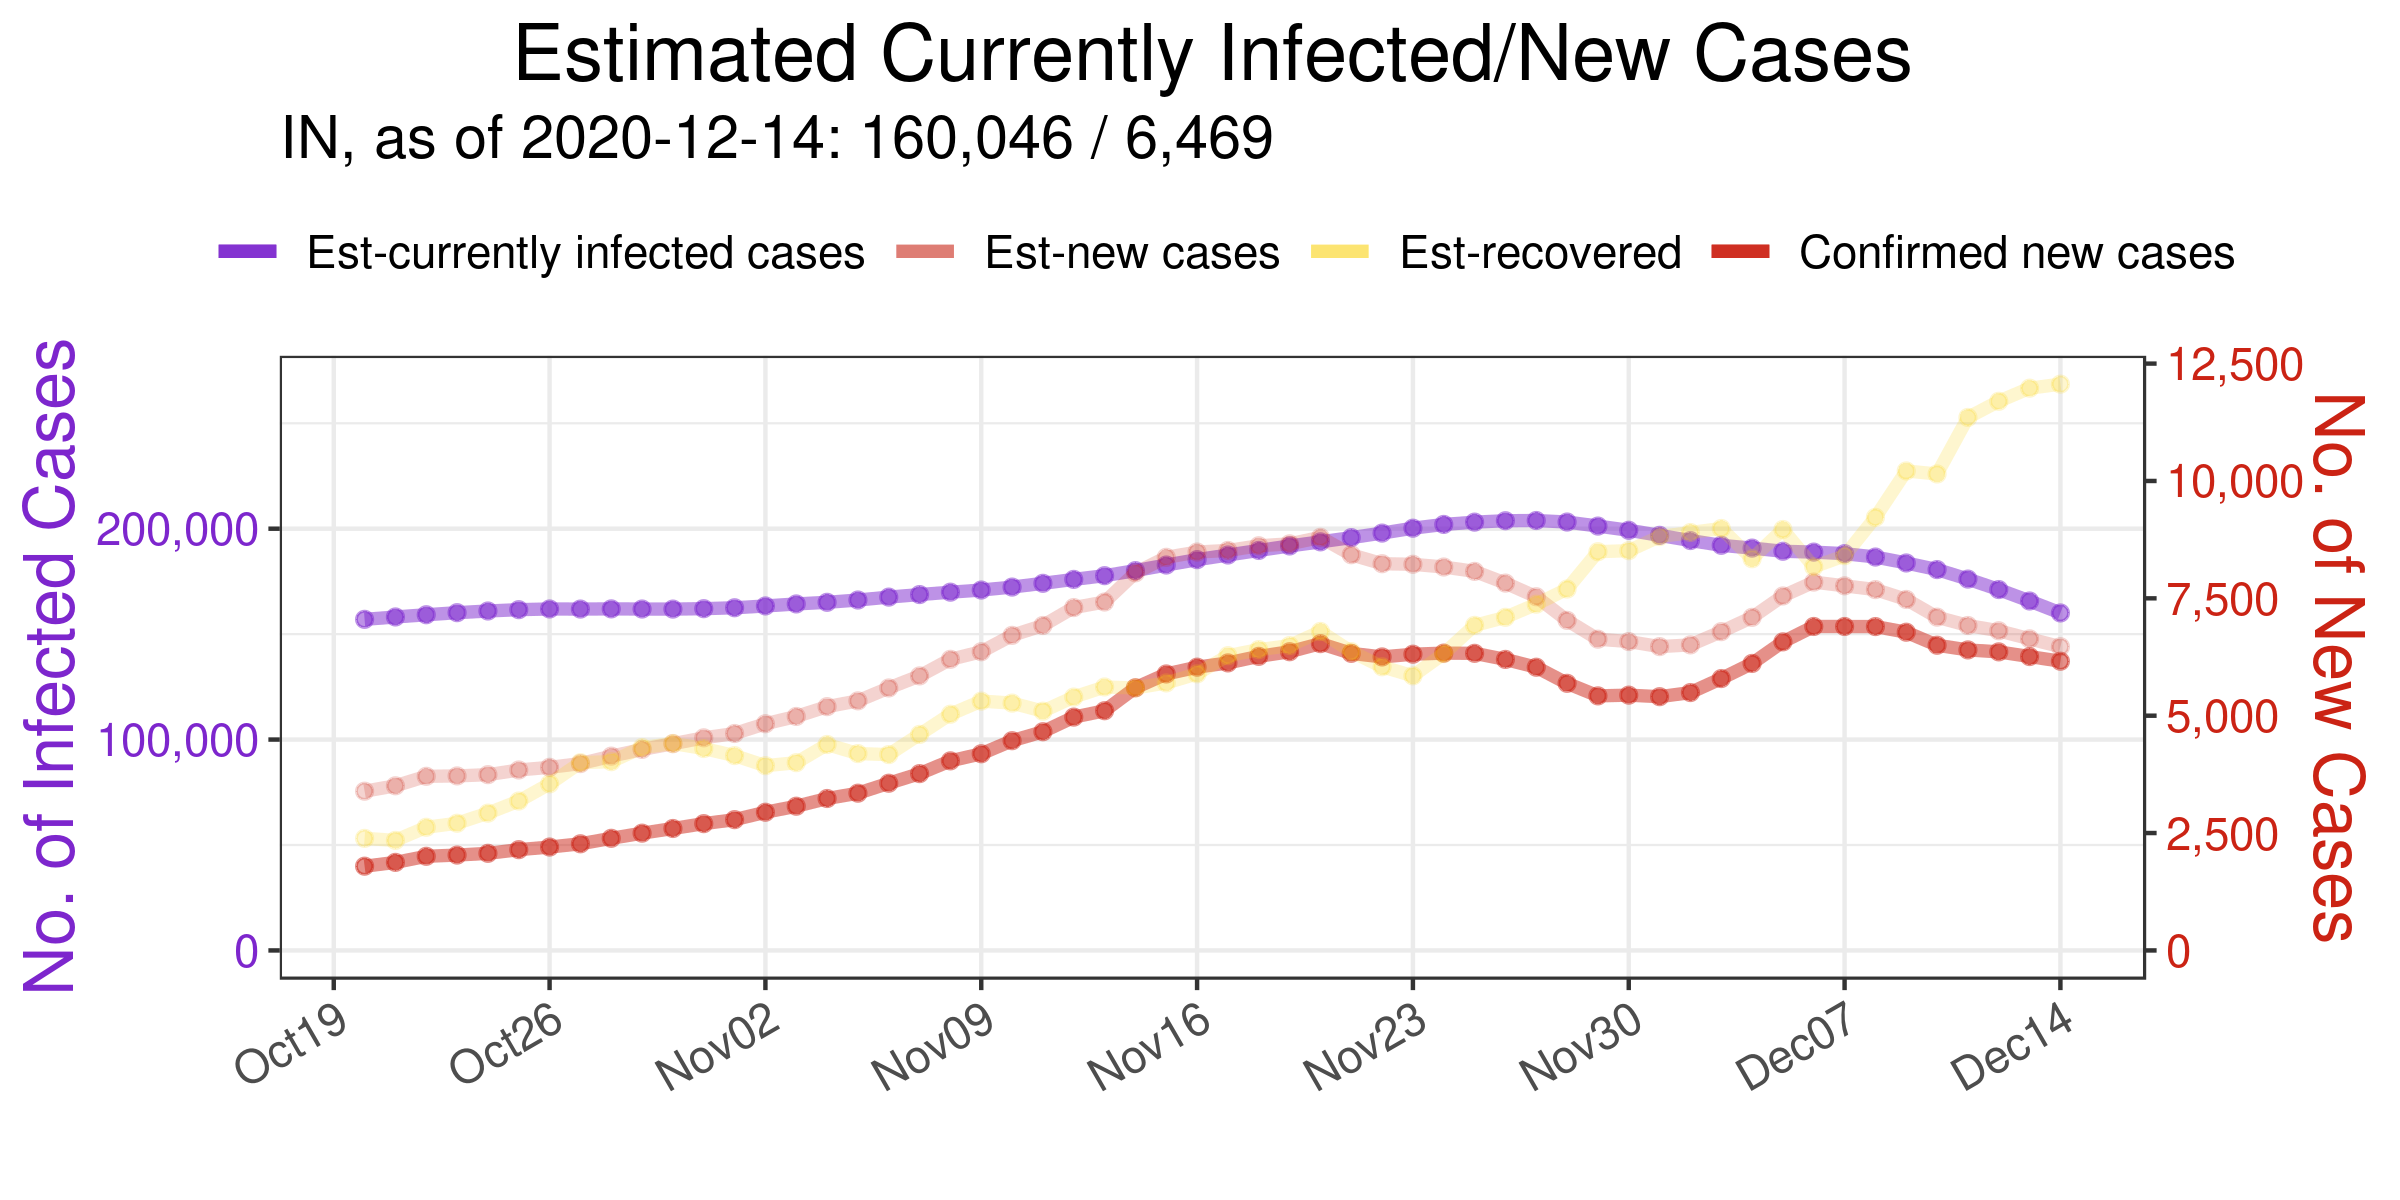 Estimated Currently Infected/New Cases
IN, as of 2020-12-14: 160,046 / 6,469
Est-currently infected cases Est-new cases Est-recovered Confirmed new cases
No. of Infected Cases
200,000
100,000
0
12,500
10,000
7,500
5,000
2,500
0
No. of New Cases
Oct19 Oct26 Nov02 Nov09 Nov16 Nov23 Nov30 Dec07 Dec14